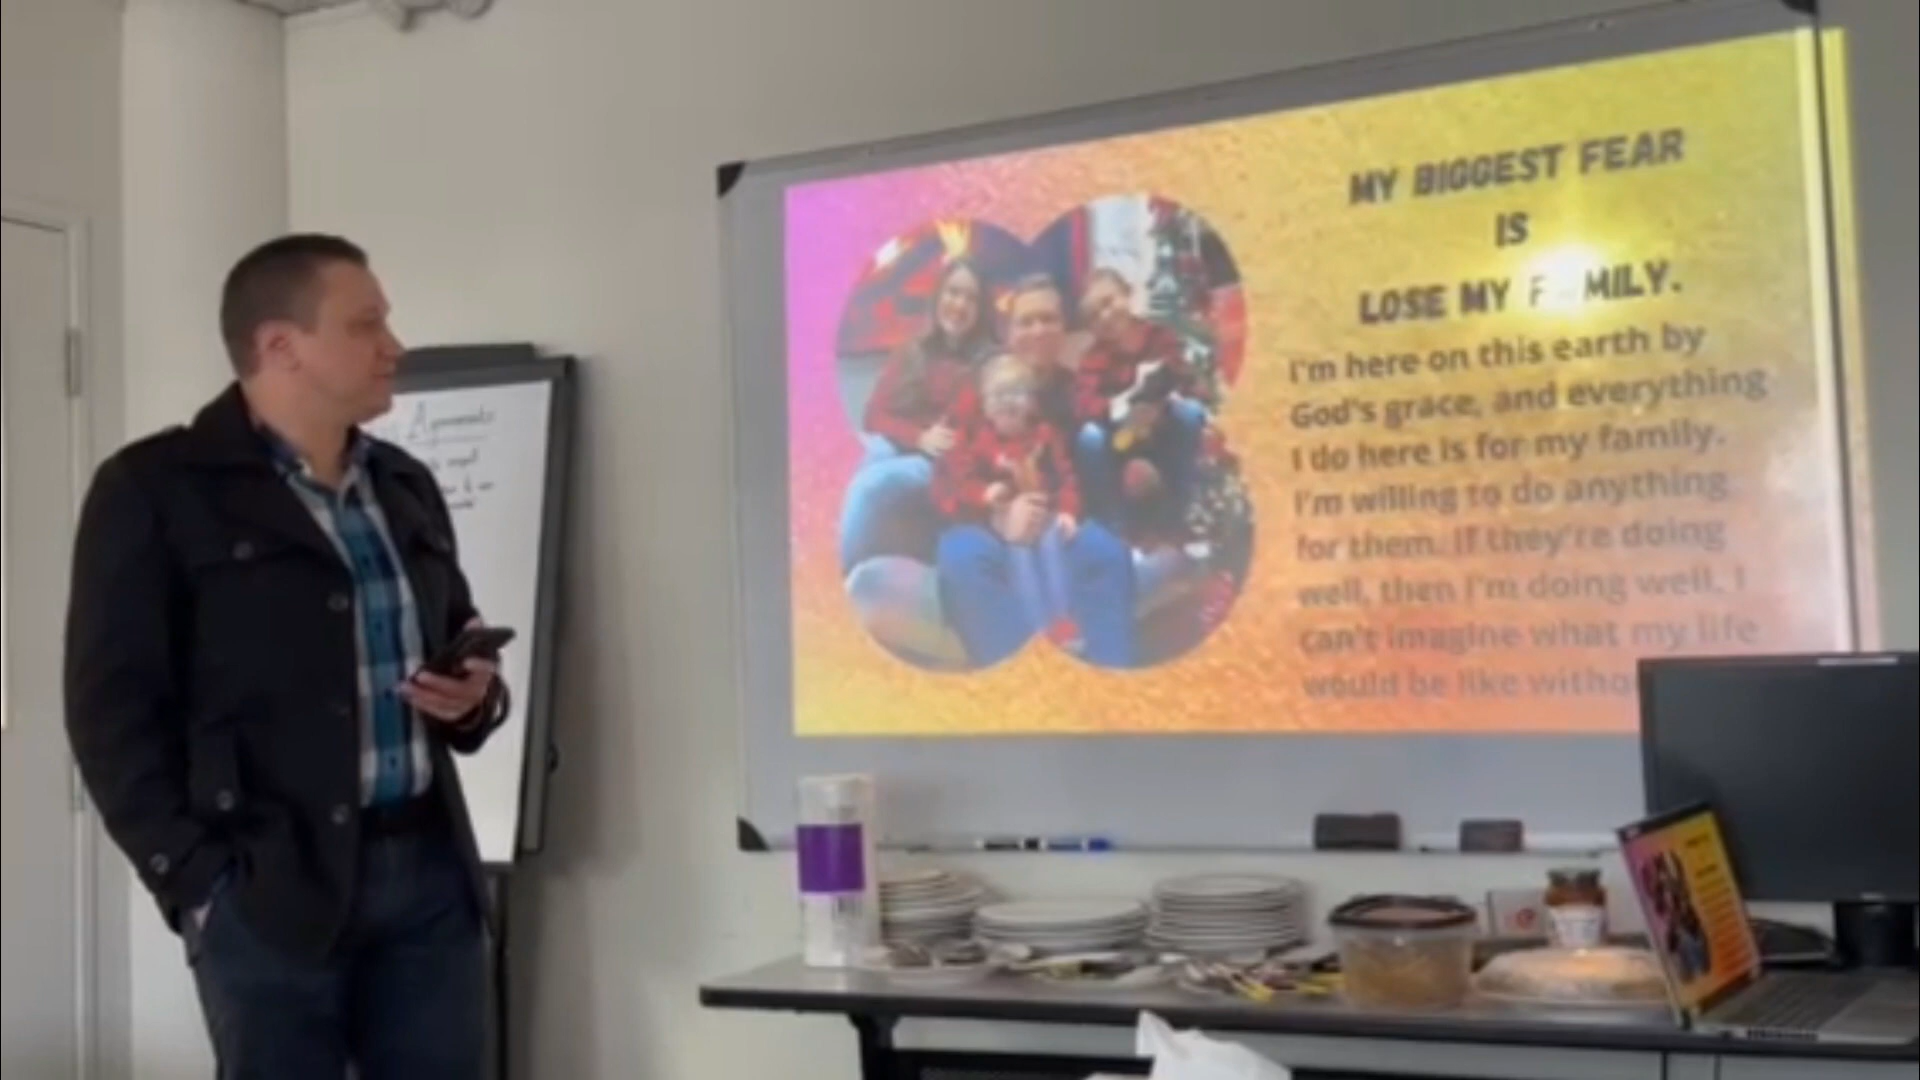 MY BIGGEST FEAR
IS
LOSE MY F MILY.
I'm here on this earth by
God's grace, and everything
I do here is for my family.
I'm willing to do anything
for them. If they're doing
well, then I'm doing well. I
can't imagine what my life
would be like witho